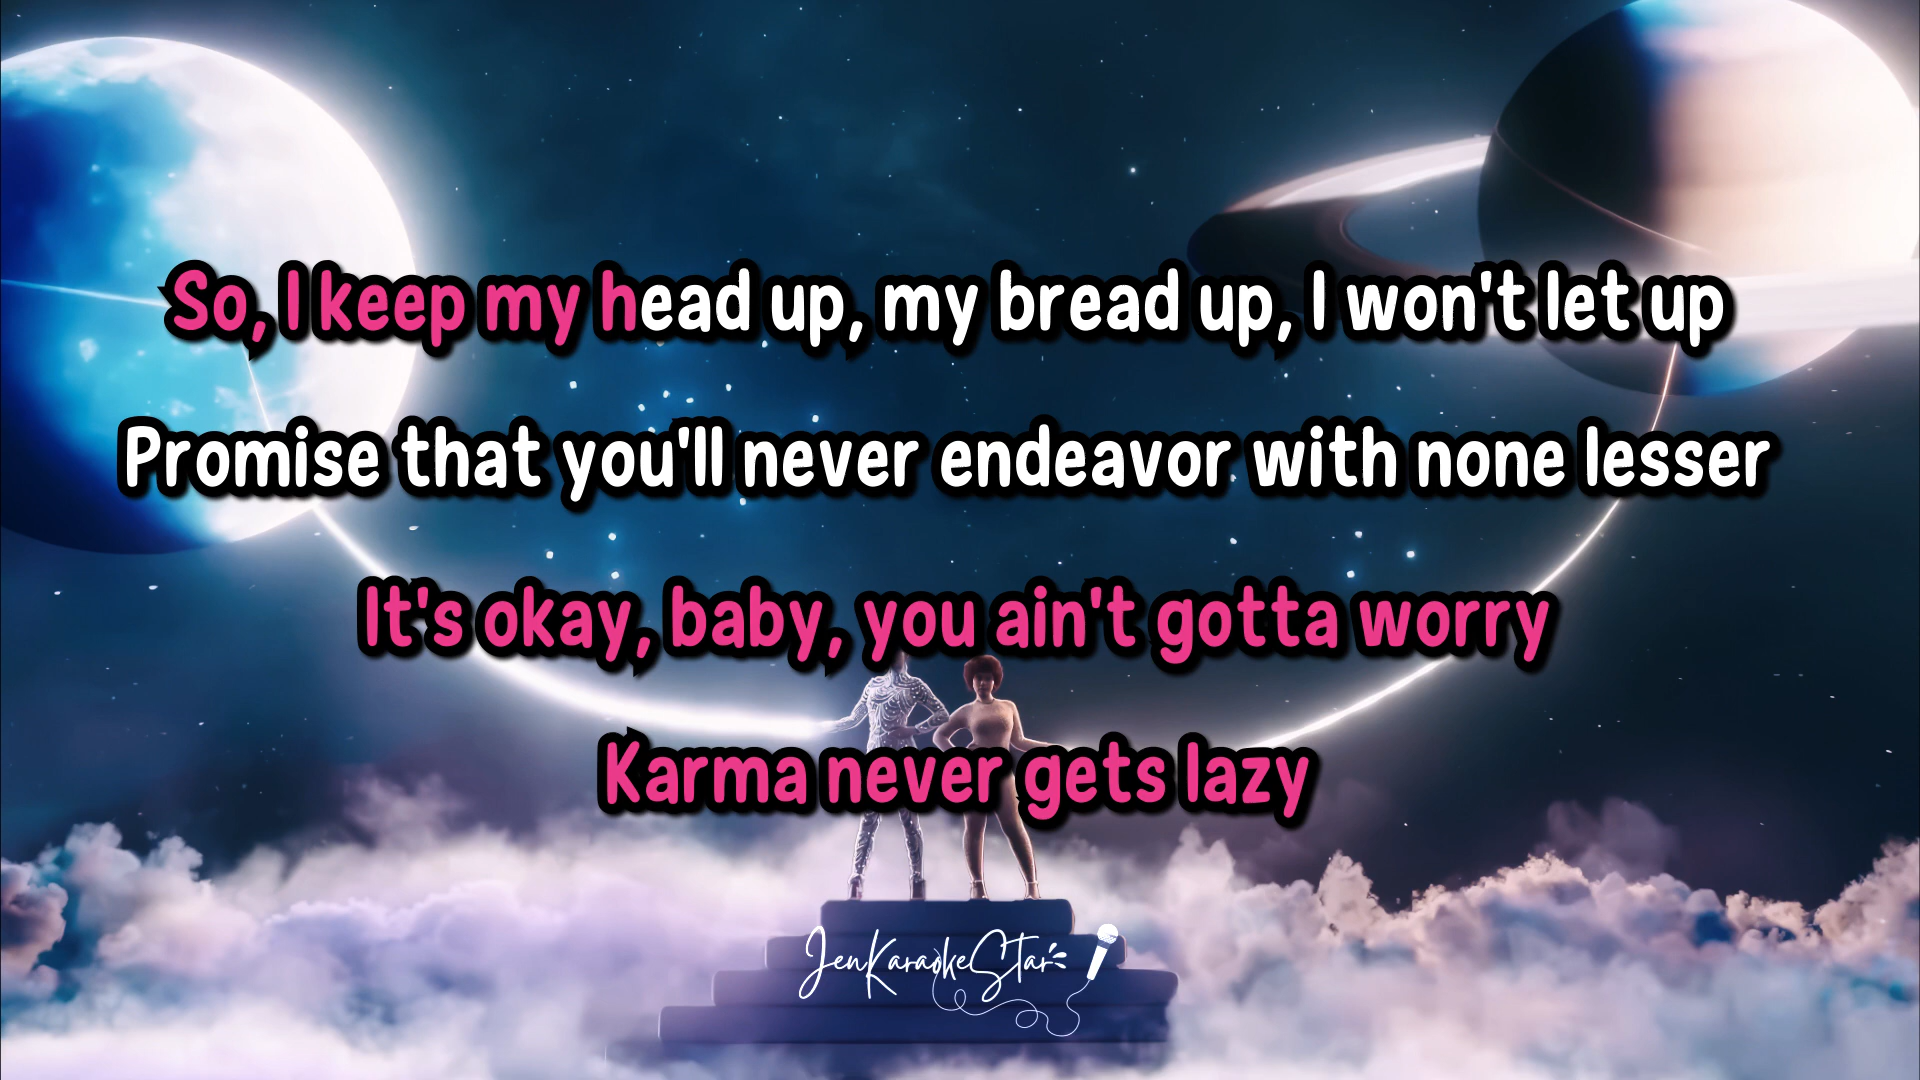 So, I keep my head up, my bread up, I won't let up
Promise that you'll never endeavor with none lesser
It's okay, baby, you ain't gotta worry
Karma never gets lazy
JenKaraokeStar